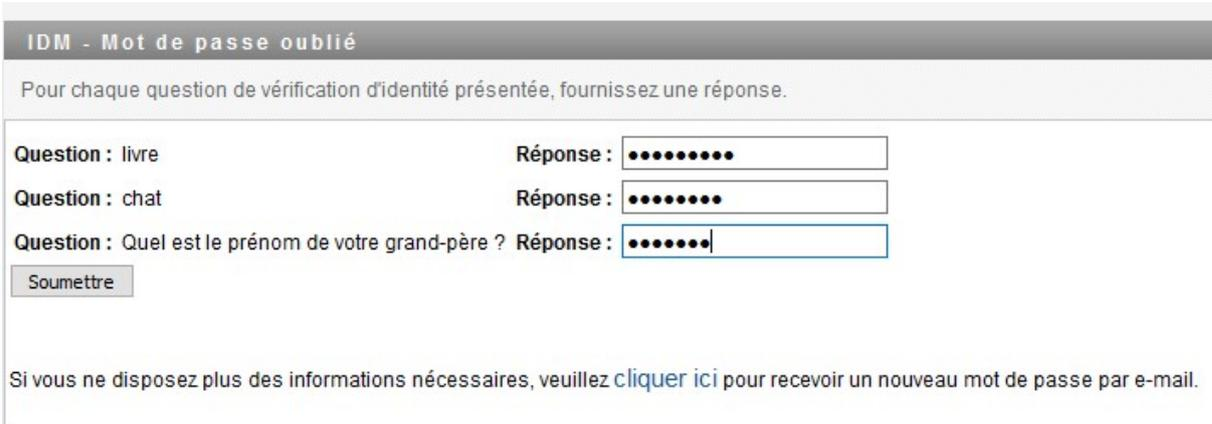 IDM - Mot de passe oublié
Pour chaque question de vérification d'identité présentée, fournissez une réponse.
Question : livre Réponse : •••••••••
Question : chat Réponse : ••••••••
Question : Quel est le prénom de votre grand-père ? Réponse : •••••••
Soumettre
Si vous ne disposez plus des informations nécessaires, veuillez cliquer ici pour recevoir un nouveau mot de passe par e-mail.